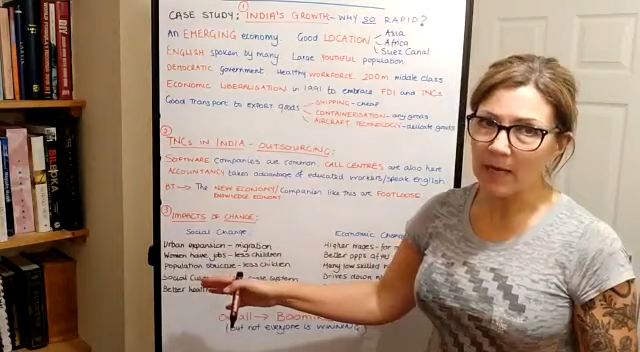 ①
CASE STUDY: INDIA'S GROWTH- WHY SO RAPID?
An EMERGING economy. Good LOCATION
Asia
Africa
Suez Canal
ENGLISH spoken by many. Large YOUTHFUL population.
DEMOCRATIC Government. Healthy WORKFORCE. 200m middle class
ECONOMIC LIBERALISATION in 1991 to embrace FDI and TNCs
Good Transport to EXPORT goods
SHIPPING - cheap
CONTAINERISATION - any goods
AIRCRAFT TECHNOLOGY - delicate goods
②
TNCs IN INDIA - OUTSOURCING:
SOFTWARE companies are common. CALL CENTRES are also here
ACCOUNTANCY takes advantage of educated workers/speak english.
BT → The NEW ECONOMY/ Companies like this are FOOTLOOSE
KNOWLEDGE ECONOMY
③
IMPACTS OF CHANGE:
Social Change:
Urban expansion - migration
Women have jobs - less children
Population structure - less children
Social system
Better health
Economic Change
Higher wages - for
Better opps
Many low skilled
Drives down
→ Boom
(but not everyone is WINNING)
DIY